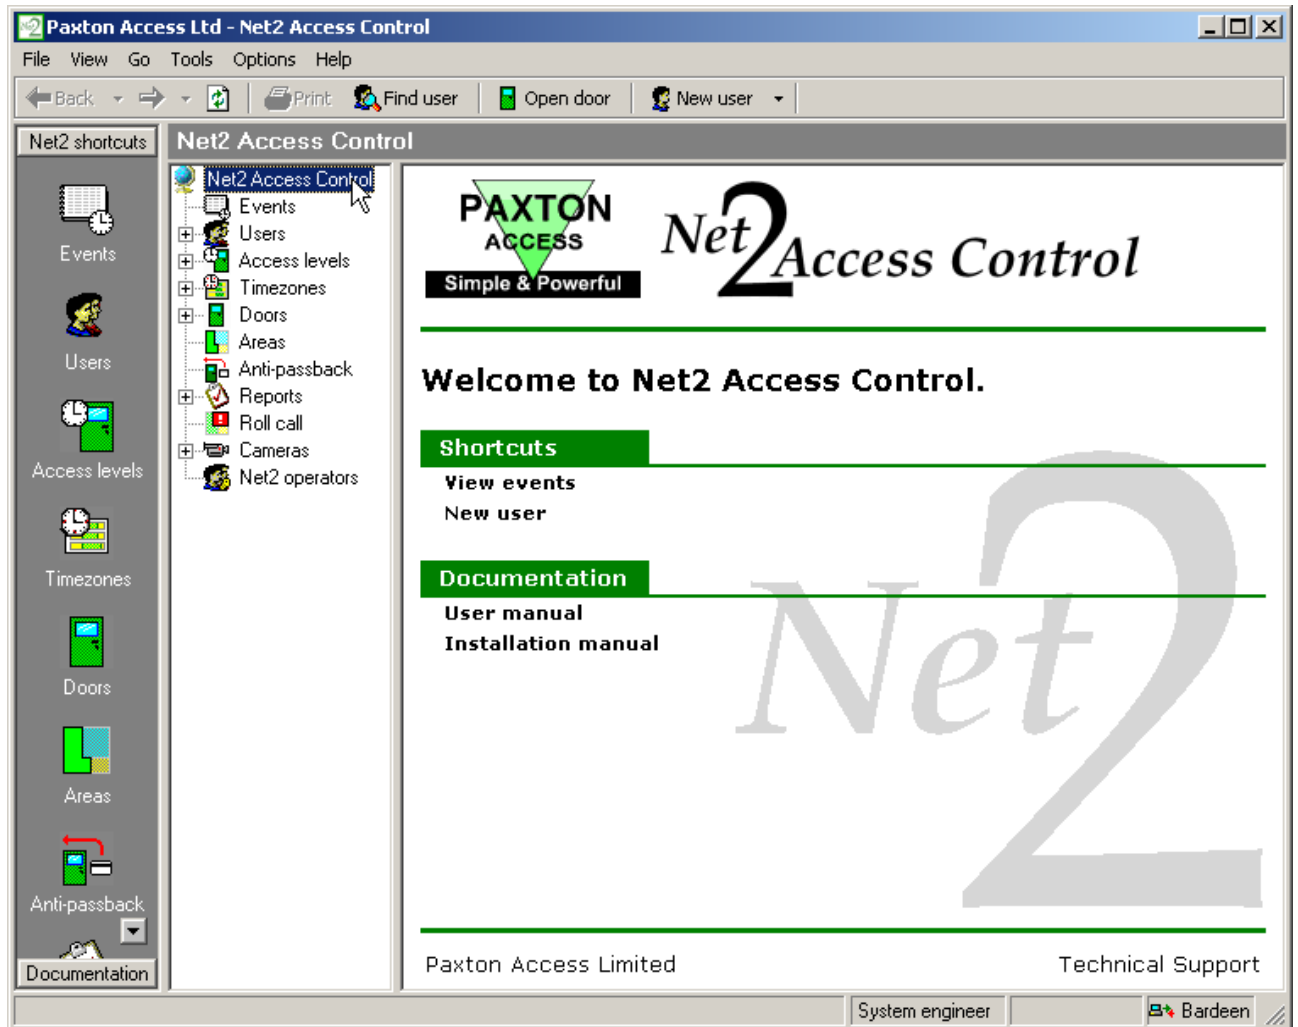 Paxton Access Ltd - Net2 Access Control
File View Go Tools Options Help
Back Print Find user Open door New user
Net2 shortcuts
Net2 Access Control
Events
Users
Access levels
Timezones
Doors
Areas
Anti-passback
Documentation
Net2 Access Control
Events
Users
Access levels
Timezones
Doors
Areas
Anti-passback
Reports
Roll call
Cameras
Net2 operators
PAXTON
ACCESS
Simple & Powerful
Net2 Access Control
Welcome to Net2 Access Control.
Shortcuts
View events
New user
Documentation
User manual
Installation manual
Net2
Paxton Access Limited Technical Support
System engineer Bardeen